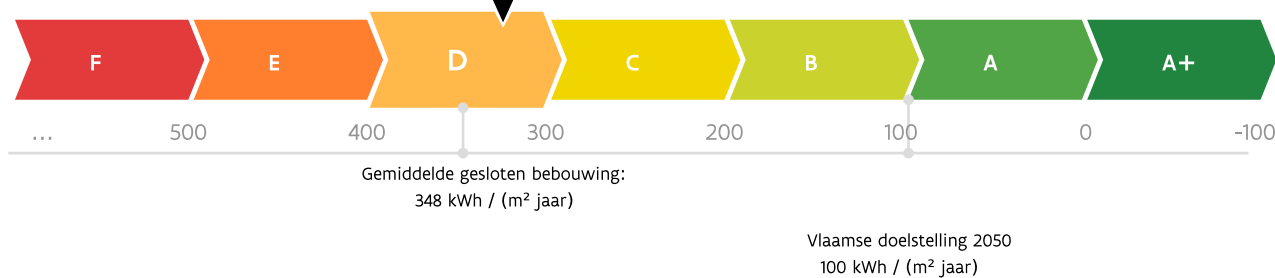 F E D C B A A+
... 500 400 300 200 100 0 -100
Gemiddelde gesloten bebouwing:
348 kWh / (m² jaar)
Vlaamse doelstelling 2050
100 kWh / (m² jaar)